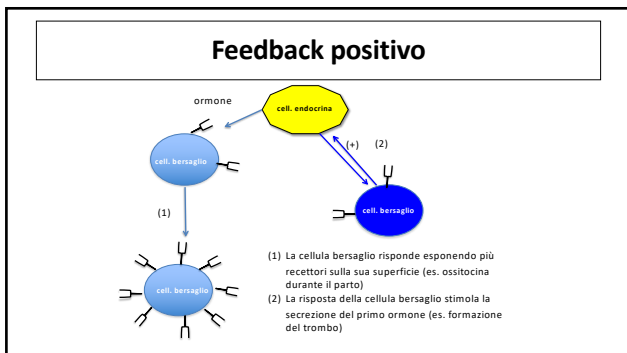 Feedback positivo
ormone
cell. endocrina
(+)
(2)
cell. bersaglio
cell. bersaglio
(1)
cell. bersaglio
(1) La cellula bersaglio risponde esponendo più
recettori sulla sua superficie (es. ossitocina
durante il parto)
(2) La risposta della cellula bersaglio stimola la
secrezione del primo ormone (es. formazione
del trombo)